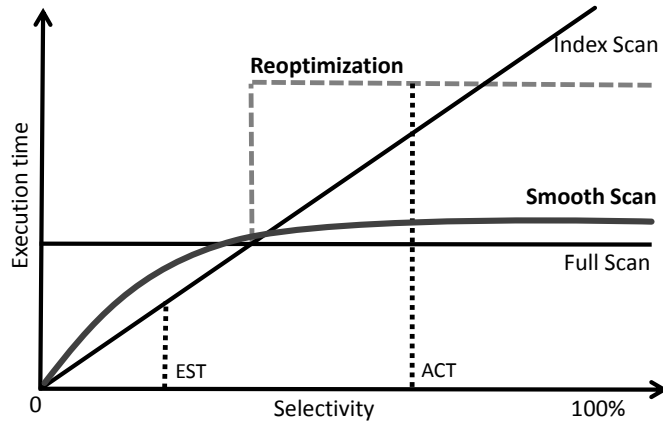 Index Scan
Reoptimization
Execution time
Smooth Scan
Full Scan
EST
ACT
0
Selectivity
100%